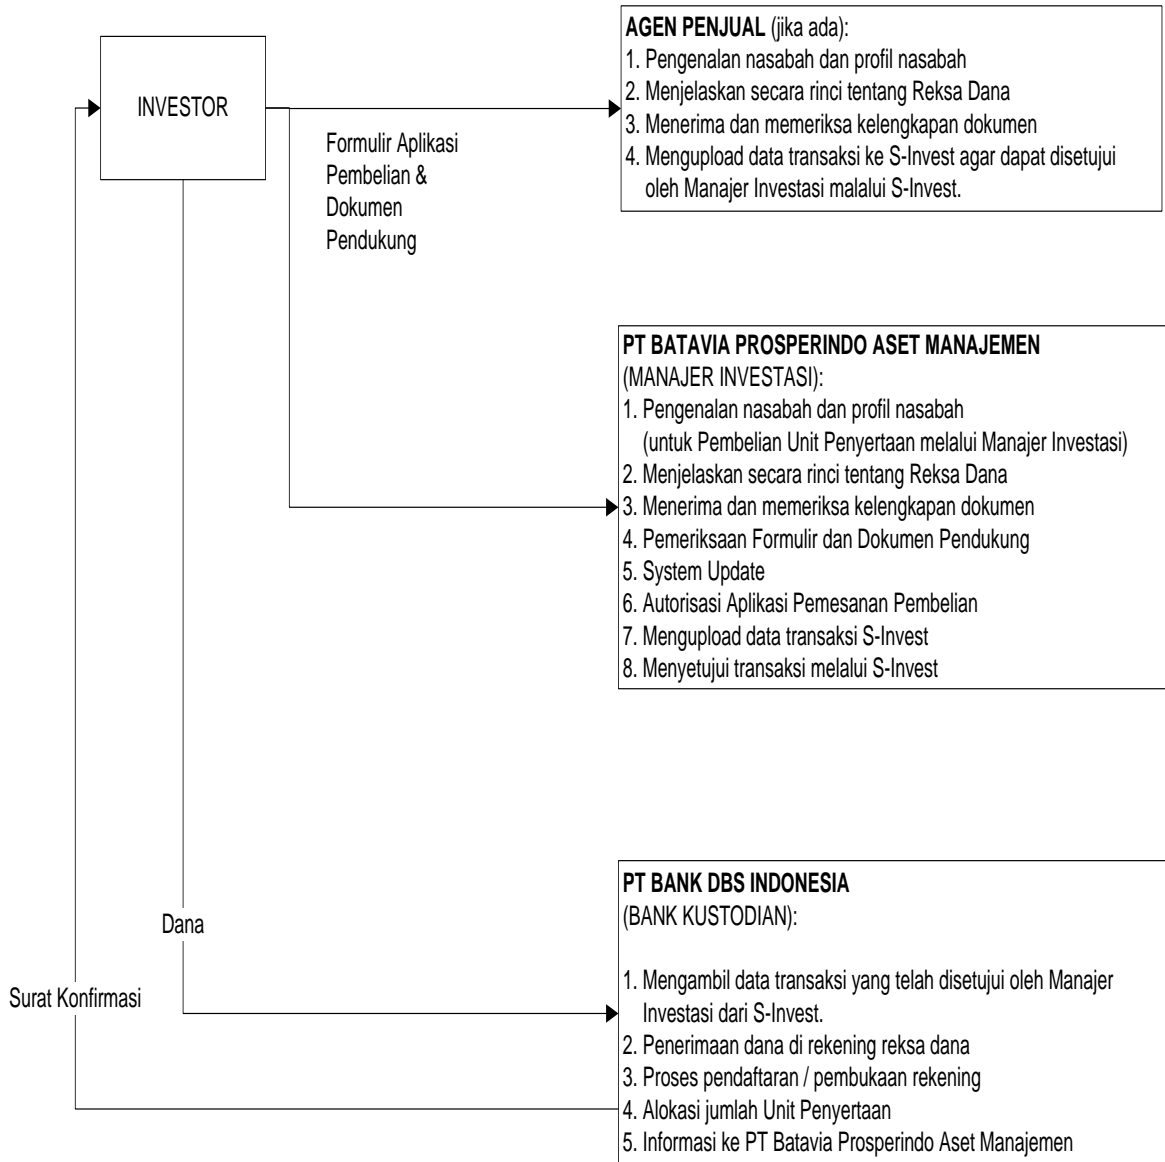 AGEN PENJUAL (jika ada):
1. Pengenalan nasabah dan profil nasabah
2. Menjelaskan secara rinci tentang Reksa Dana
3. Menerima dan memeriksa kelengkapan dokumen
4. Mengupload data transaksi ke S-Invest agar dapat disetujui
oleh Manajer Investasi malalui S-Invest.
INVESTOR
Formulir Aplikasi
Pembelian &
Dokumen
Pendukung
PT BATAVIA PROSPERINDO ASET MANAJEMEN
(MANAJER INVESTASI):
1. Pengenalan nasabah dan profil nasabah
(untuk Pembelian Unit Penyertaan melalui Manajer Investasi)
2. Menjelaskan secara rinci tentang Reksa Dana
3. Menerima dan memeriksa kelengkapan dokumen
4. Pemeriksaan Formulir dan Dokumen Pendukung
5. System Update
6. Autorisasi Aplikasi Pemesanan Pembelian
7. Mengupload data transaksi S-Invest
8. Menyetujui transaksi melalui S-Invest
Dana
Surat Konfirmasi
PT BANK DBS INDONESIA
(BANK KUSTODIAN):
1. Mengambil data transaksi yang telah disetujui oleh Manajer
Investasi dari S-Invest.
2. Penerimaan dana di rekening reksa dana
3. Proses pendaftaran / pembukaan rekening
4. Alokasi jumlah Unit Penyertaan
5. Informasi ke PT Batavia Prosperindo Aset Manajemen